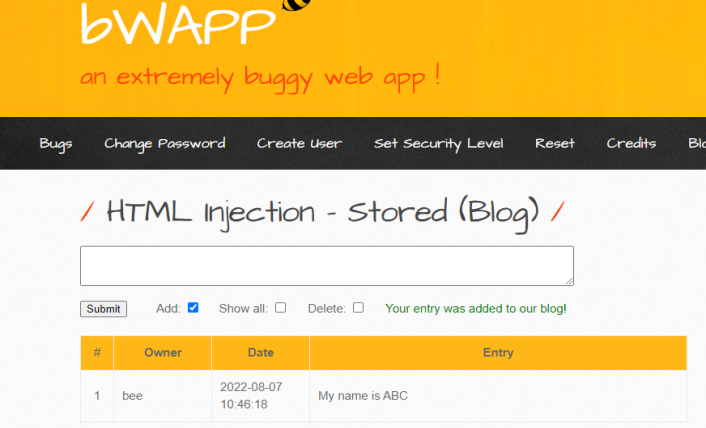 bWAPP
an extremely buggy web app !
Bugs Change Password Create User Set Security Level Reset Credits
/ HTML Injection - Stored (Blog) /
Submit Add: Show all: Delete: Your entry was added to our blog!
# Owner Date Entry
1 bee 2022-08-07 10:46:18 My name is ABC